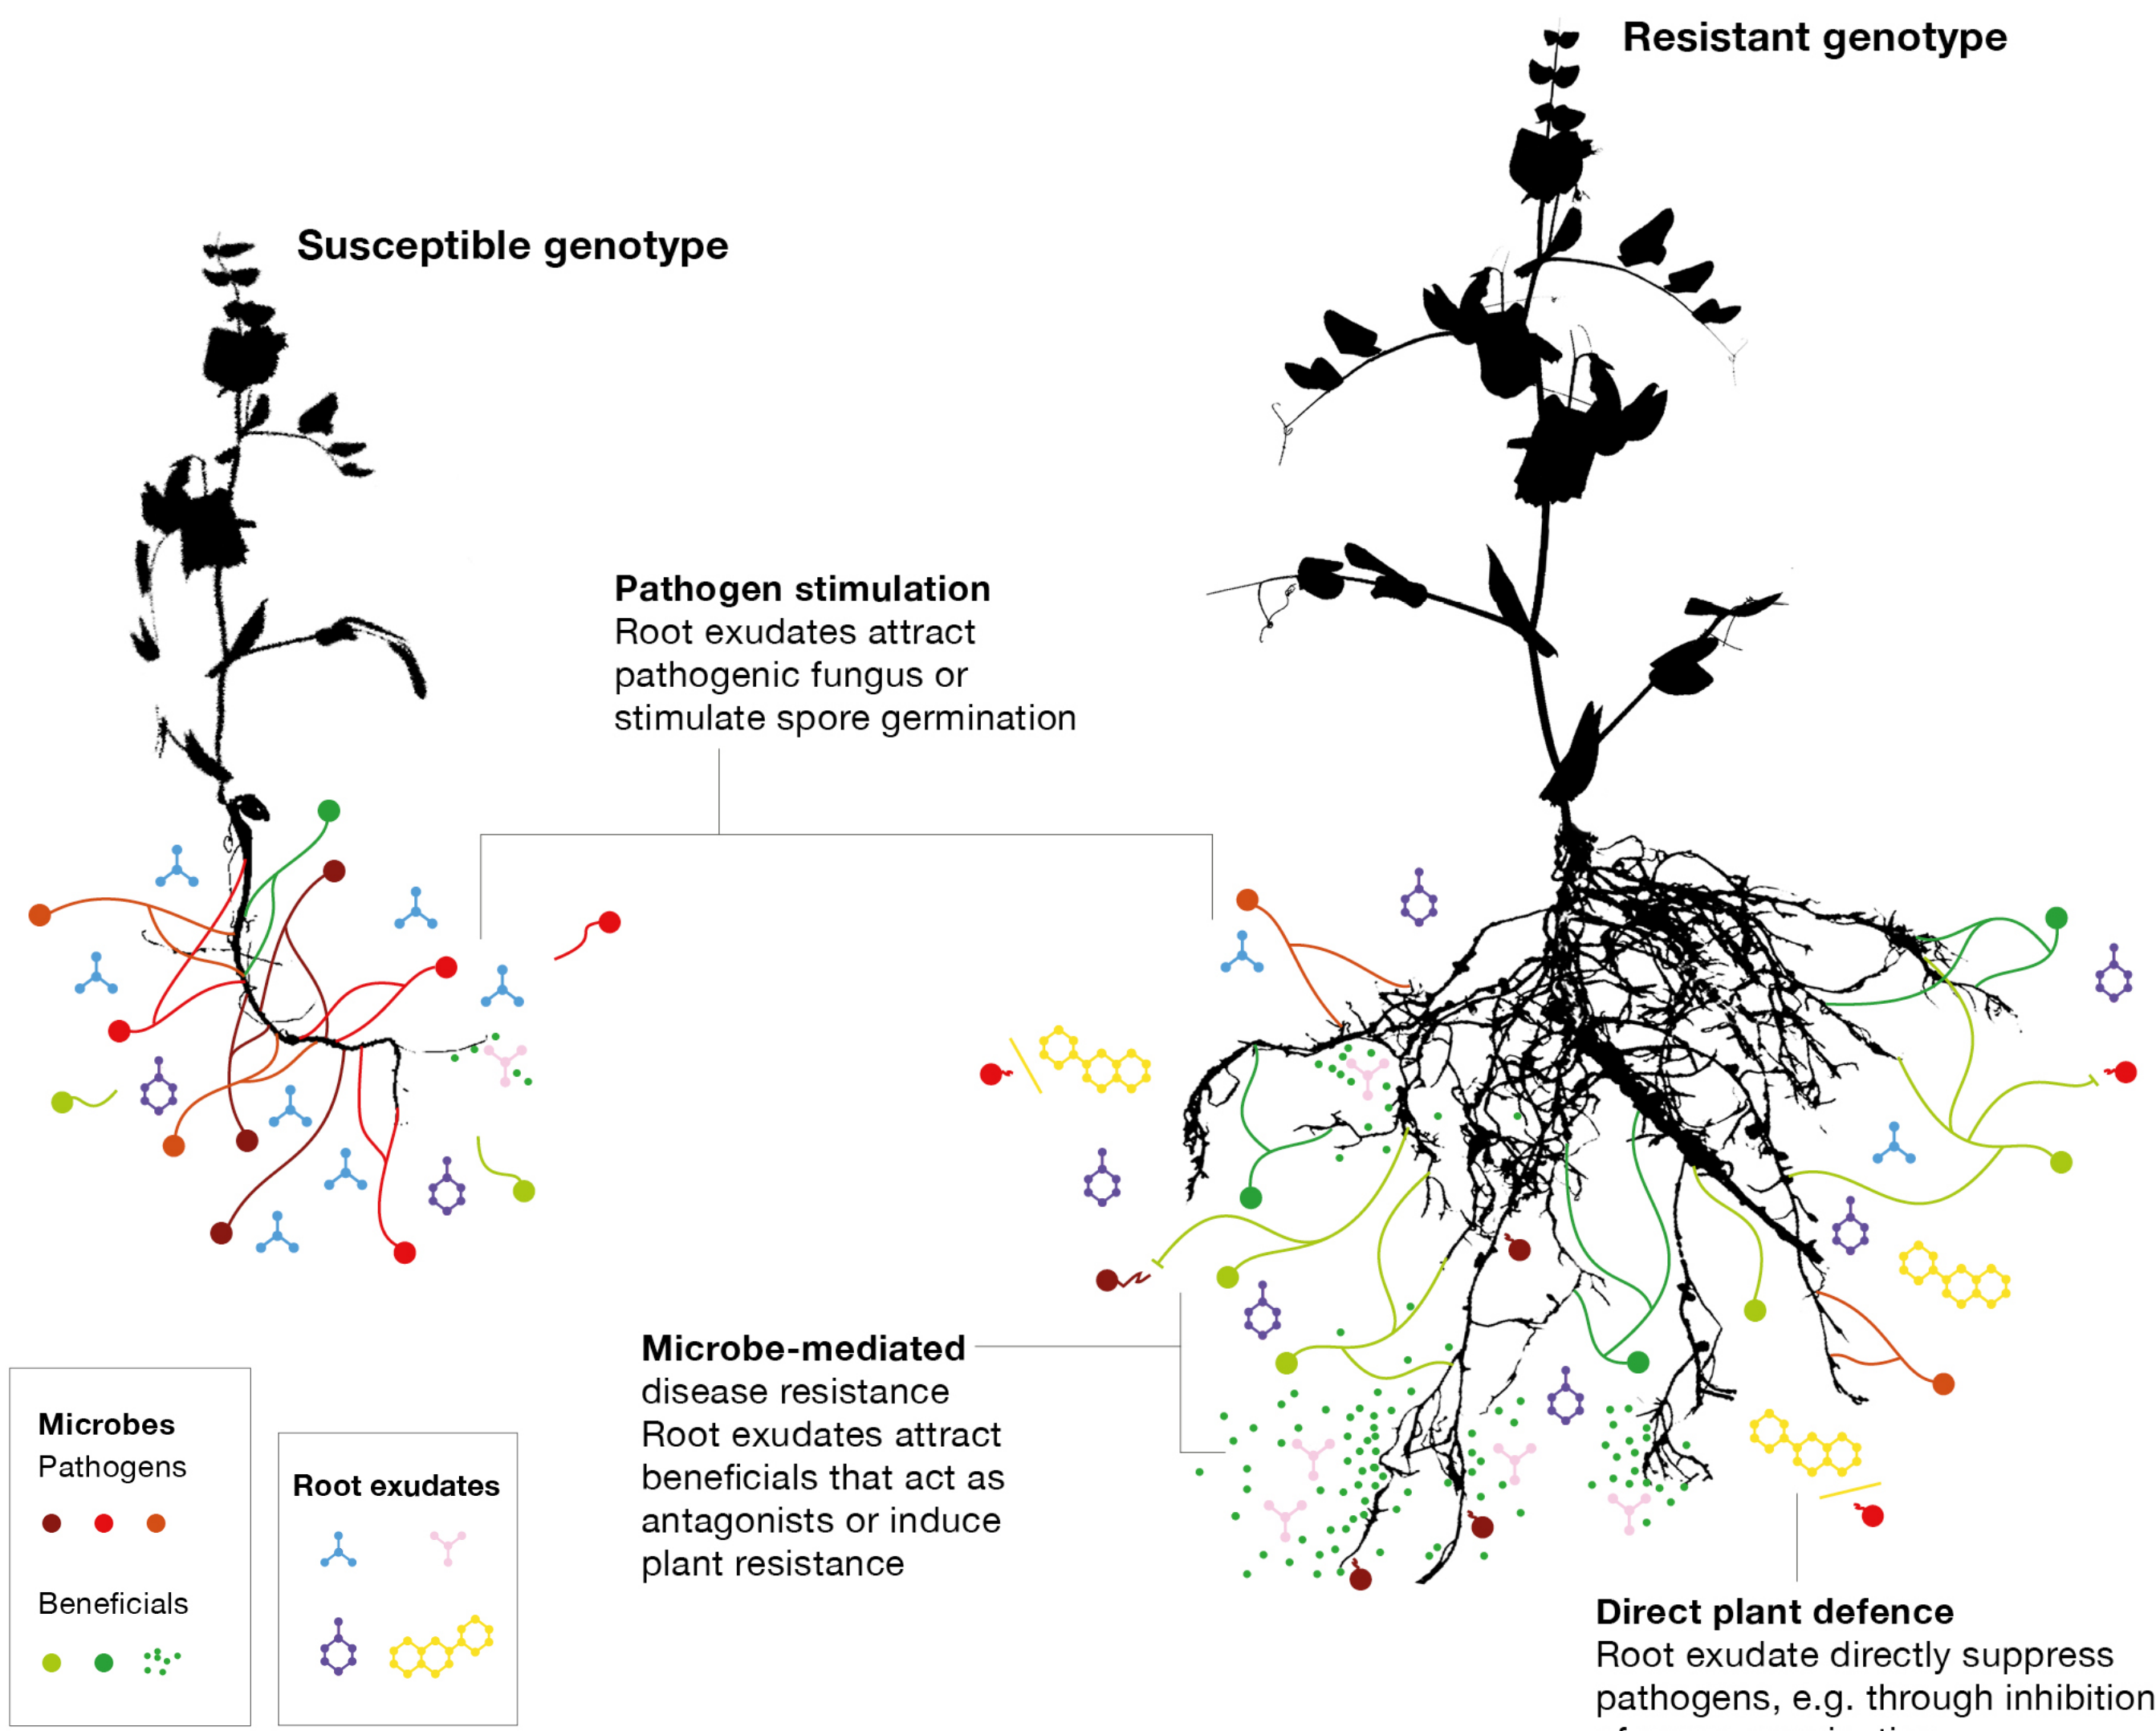 Resistant genotype
Susceptible genotype
Pathogen stimulation
Root exudates attract
pathogenic fungus or
stimulate spore germination
Microbe-mediated
disease resistance
Root exudates attract
beneficials that act as
antagonists or induce
plant resistance
Microbes
Pathogens
Beneficials
Root exudates
Direct plant defence
Root exudate directly suppress
pathogens, e.g. through inhibition